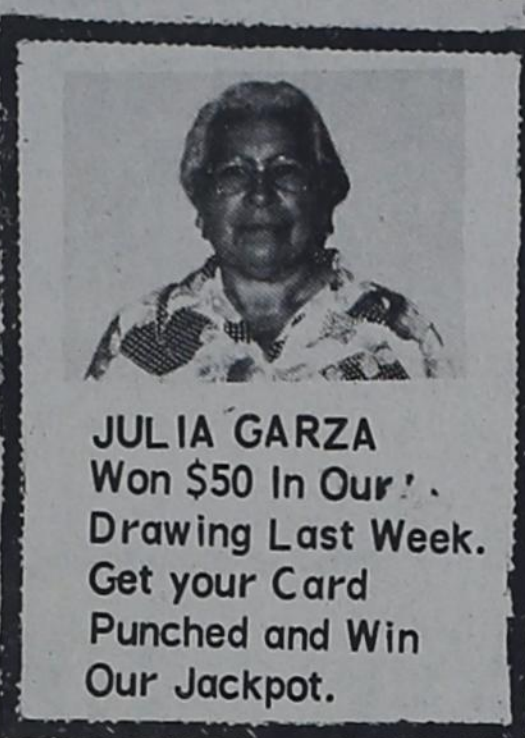 JULIA GARZA
Won $50 In Our
Drawing Last Week.
Get your Card
Punched and Win
Our Jackpot.